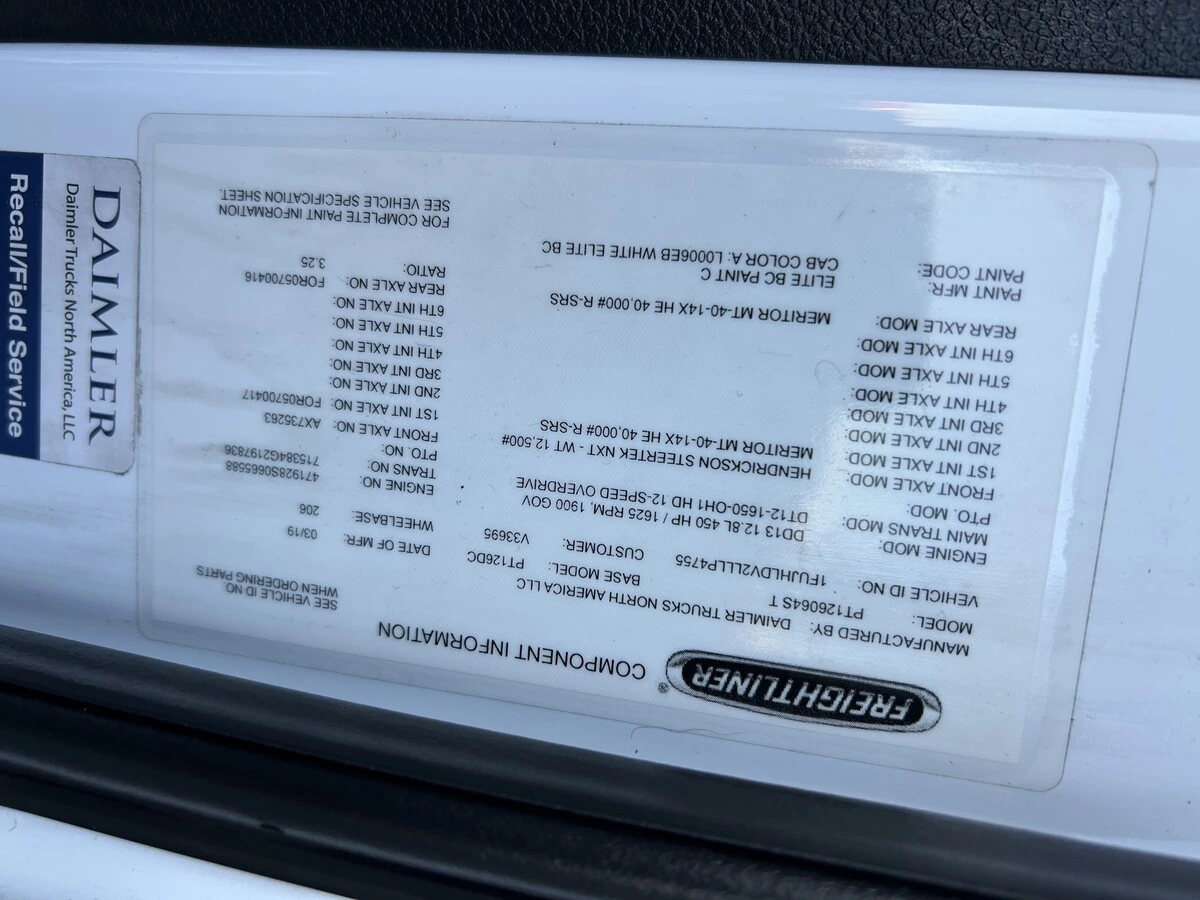 FREIGHTLINER®
COMPONENT INFORMATION
SEE VEHICLE ID NO.
WHEN ORDERING PARTS
MANUFACTURED BY: DAIMLER TRUCKS NORTH AMERICA LLC
MODEL: PT126064S T BASE MODEL: PT126DC DATE OF MFR: 03/19
VEHICLE ID NO: 1FUJHLDV2LLLP4755 CUSTOMER: V33695 WHEELBASE: 206
ENGINE MOD: DD13 12.8L 450 HP / 1625 RPM, 1900 GOV ENGINE NO: 471928S0665588
MAIN TRANS MOD: DT12-1650-OH1 HD 12-SPEED OVERDRIVE TRANS NO: 715384G2197836
PTO. MOD: PTO. NO:
FRONT AXLE MOD: HENDRICKSON STEERTEK NXT - WT 12,500# FRONT AXLE NO: AX735263
1ST INT AXLE MOD: MERITOR MT-40-14X HE 40,000# R-SRS 1ST INT AXLE NO: FOR05700417
2ND INT AXLE MOD: 2ND INT AXLE NO:
3RD INT AXLE MOD: 3RD INT AXLE NO:
4TH INT AXLE MOD: 4TH INT AXLE NO:
5TH INT AXLE MOD: 5TH INT AXLE NO:
6TH INT AXLE MOD: 6TH INT AXLE NO:
REAR AXLE MOD: MERITOR MT-40-14X HE 40,000# R-SRS REAR AXLE NO: FOR05700416
RATIO: 3.25
PAINT MFR: ELITE BC PAINT C
PAINT CODE: CAB COLOR A: L0006EB WHITE ELITE BC
FOR COMPLETE PAINT INFORMATION
SEE VEHICLE SPECIFICATION SHEET.
DAIMLER
Daimler Trucks North America, LLC
Recall/Field Service